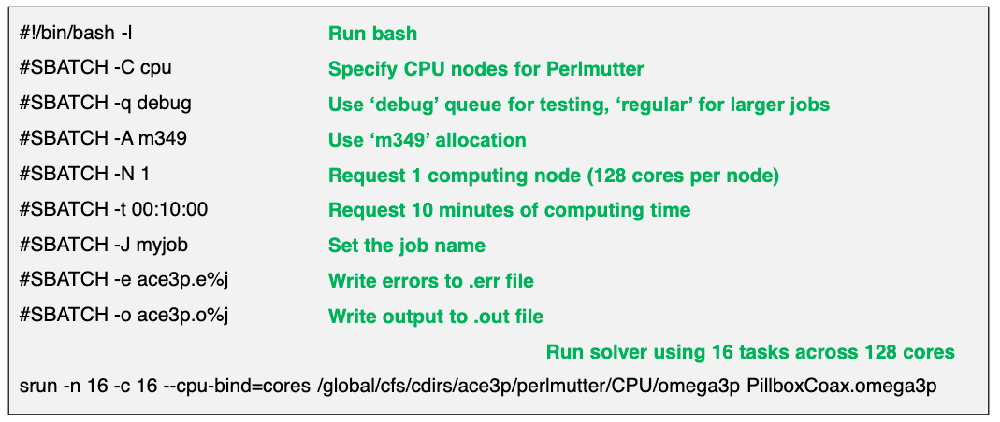 #!/bin/bash -l Run bash
#SBATCH -C cpu Specify CPU nodes for Perlmutter
#SBATCH -q debug Use ‘debug’ queue for testing, ‘regular’ for larger jobs
#SBATCH -A m349 Use ‘m349’ allocation
#SBATCH -N 1 Request 1 computing node (128 cores per node)
#SBATCH -t 00:10:00 Request 10 minutes of computing time
#SBATCH -J myjob Set the job name
#SBATCH -e ace3p.e%j Write errors to .err file
#SBATCH -o ace3p.o%j Write output to .out file
Run solver using 16 tasks across 128 cores
srun -n 16 -c 16 --cpu-bind=cores /global/cfs/cdirs/ace3p/perlmutter/CPU/omega3p PillboxCoax.omega3p